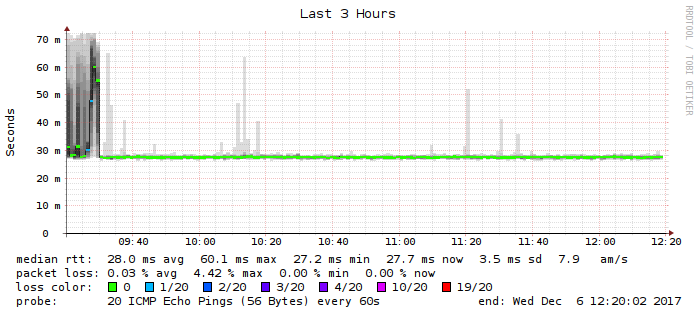 Last 3 Hours
RRDTOOL / TOBI OETIKER
Seconds
70 m
60 m
50 m
40 m
30 m
20 m
10 m
0
09:40 10:00 10:20 10:40 11:00 11:20 11:40 12:00 12:20
median rtt: 28.0 ms avg 60.1 ms max 27.2 ms min 27.7 ms now 3.5 ms sd 7.9 am/s
packet loss: 0.03 % avg 4.42 % max 0.00 % min 0.00 % now
loss color: 0 1/20 2/20 3/20 4/20 10/20 19/20
probe: 20 ICMP Echo Pings (56 Bytes) every 60s end: Wed Dec 6 12:20:02 2017